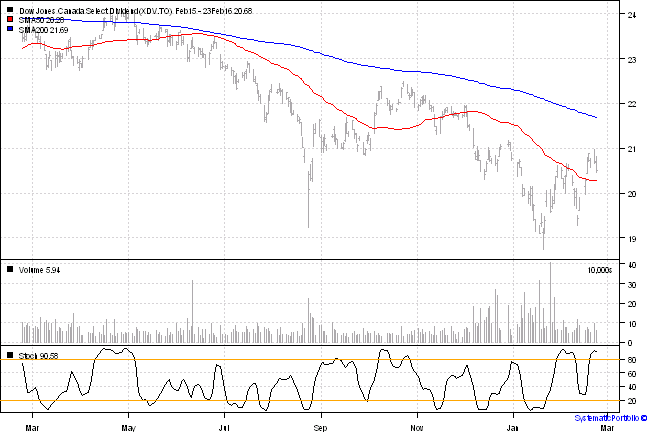 Dow Jones Canada Select Dividend(XDV.TO) Feb15 - 23Feb16 20.68
SMA50 20.28
SMA200 21.69
24
23
22
21
20
19
Volume 5.94
10,000s
40
30
20
10
0
Stoch 90.58
80
60
40
20
Mar May Jul Sep Nov Jan Mar
SystematicPortfolio ©